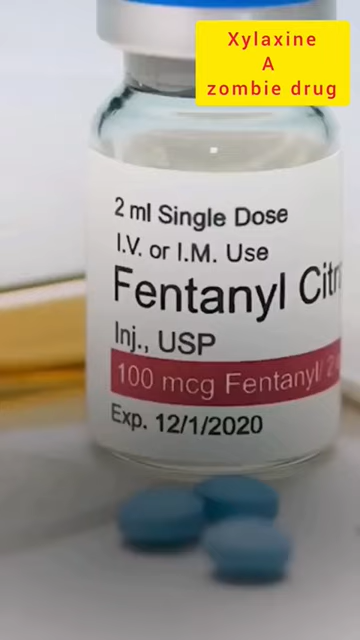 Xylaxine
A
zombie drug
2 ml Single Dose
I.V. or I.M. Use
Fentanyl
Inj., USP
100 mcg Fentanyl/
Exp. 12/1/2020